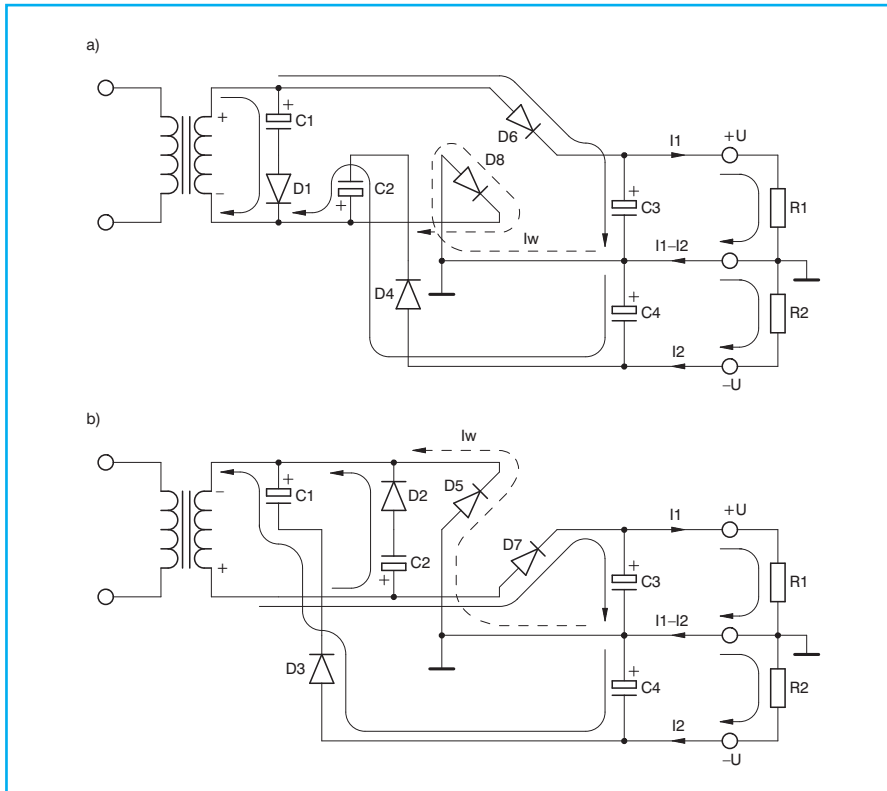 a)
+
C1
D6
+
D8
I1
+U
D1
C2
+
C3
R1
–
+
Iw
I1–I2
D4
+
C4
R2
I2
–U
b)
Iw
+
–
C1
D2
D5
I1
+U
D7
+
C2
C3
R1
+
+
I1–I2
D3
+
C4
R2
I2
–U